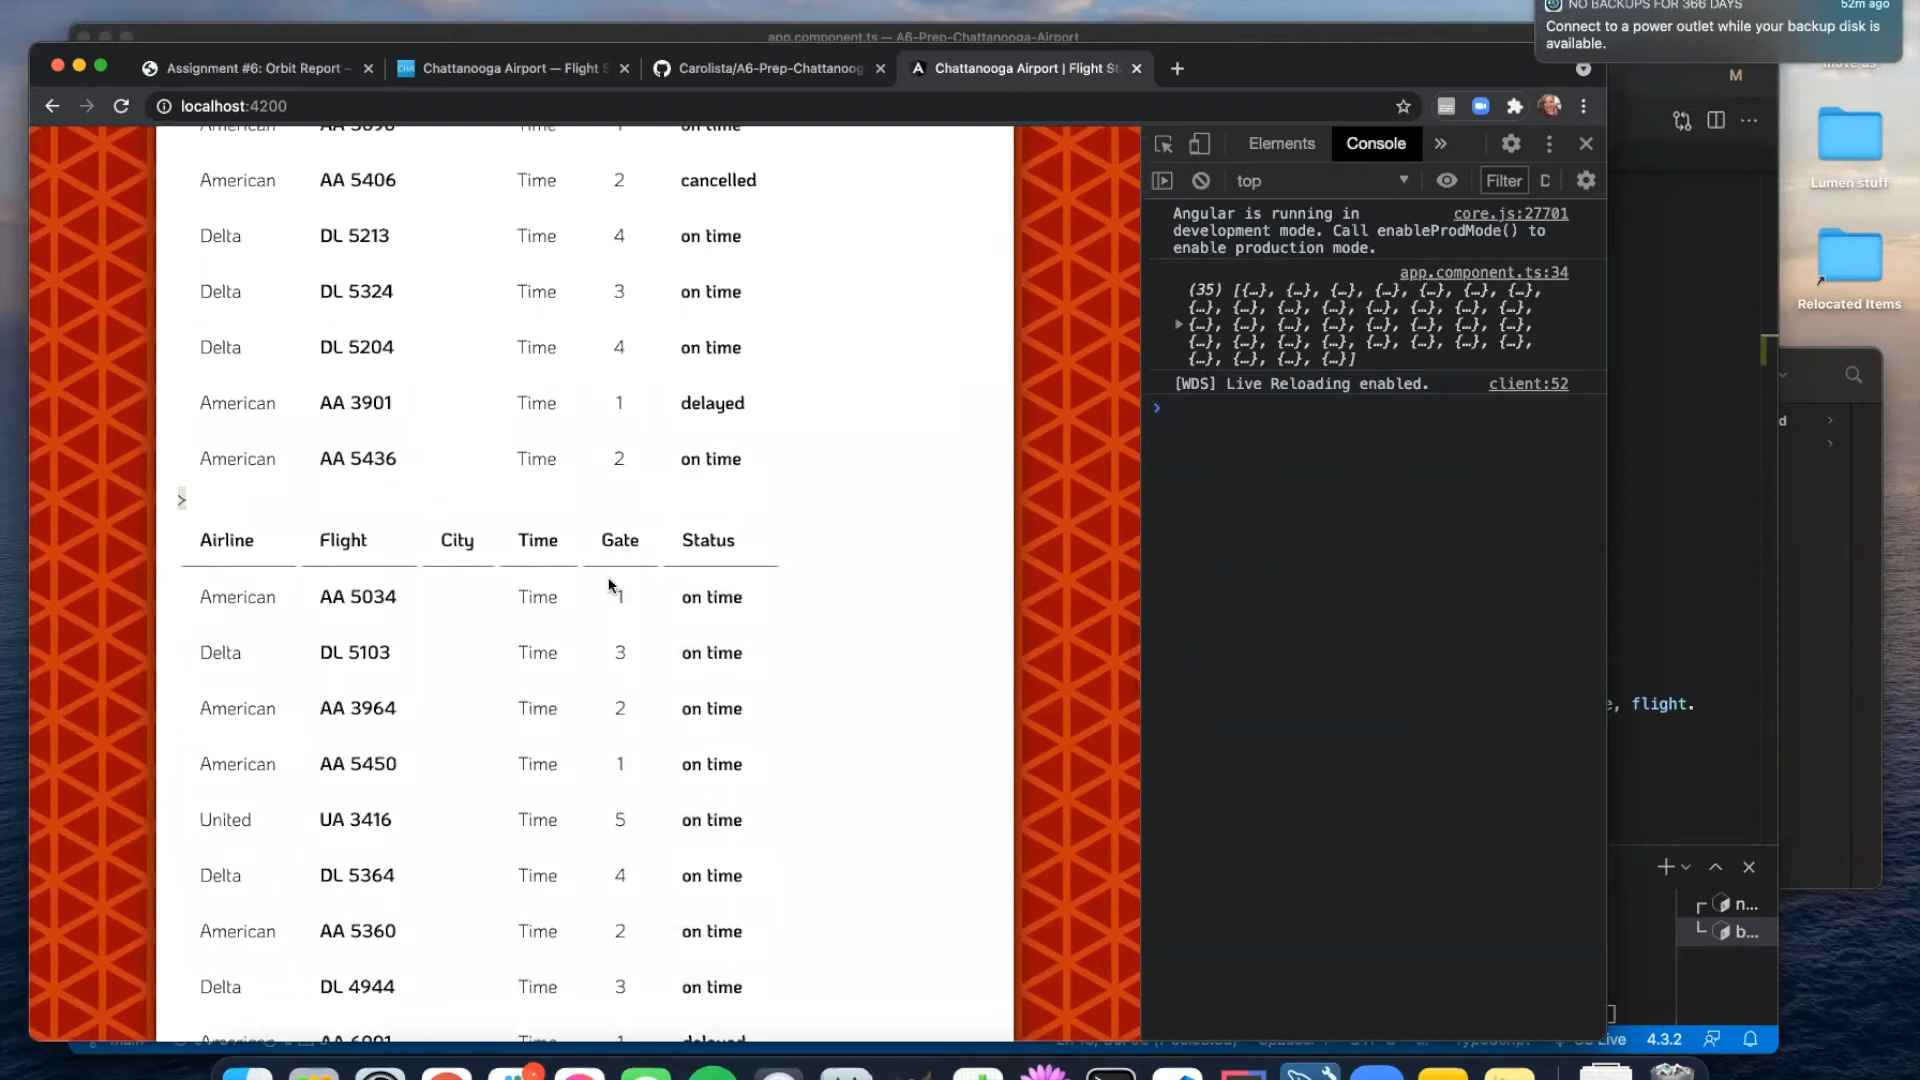 NO BACKUPS FOR 366 DAYS 52m ago
Connect to a power outlet while your backup disk is
available.
app.component.ts — A6-Prep-Chattanooga-Airport
Assignment #6: Orbit Report –
Chattanooga Airport — Flight S
Carolista/A6-Prep-Chattanoog
Chattanooga Airport | Flight St
localhost:4200
M
American AA 5406 Time 2 cancelled
Delta DL 5213 Time 4 on time
Delta DL 5324 Time 3 on time
Delta DL 5204 Time 4 on time
American AA 3901 Time 1 delayed
American AA 5436 Time 2 on time
>
Airline Flight City Time Gate Status
American AA 5034 Time 1 on time
Delta DL 5103 Time 3 on time
American AA 3964 Time 2 on time
American AA 5450 Time 1 on time
United UA 3416 Time 5 on time
Delta DL 5364 Time 4 on time
American AA 5360 Time 2 on time
Delta DL 4944 Time 3 on time
Elements Console »
top Filter D
Angular is running in core.js:27701
development mode. Call enableProdMode() to
enable production mode.
app.component.ts:34
(35) [{…}, {…}, {…}, {…}, {…}, {…}, {…},
{…}, {…}, {…}, {…}, {…}, {…}, {…}, {…},
{…}, {…}, {…}, {…}, {…}, {…}, {…}, {…},
{…}, {…}, {…}, {…}, {…}, {…}, {…}, {…},
{…}, {…}, {…}, {…}]
[WDS] Live Reloading enabled. client:52
>
Lumen stuff
Relocated Items
d
e, flight.
n...
b...
Live 4.3.2